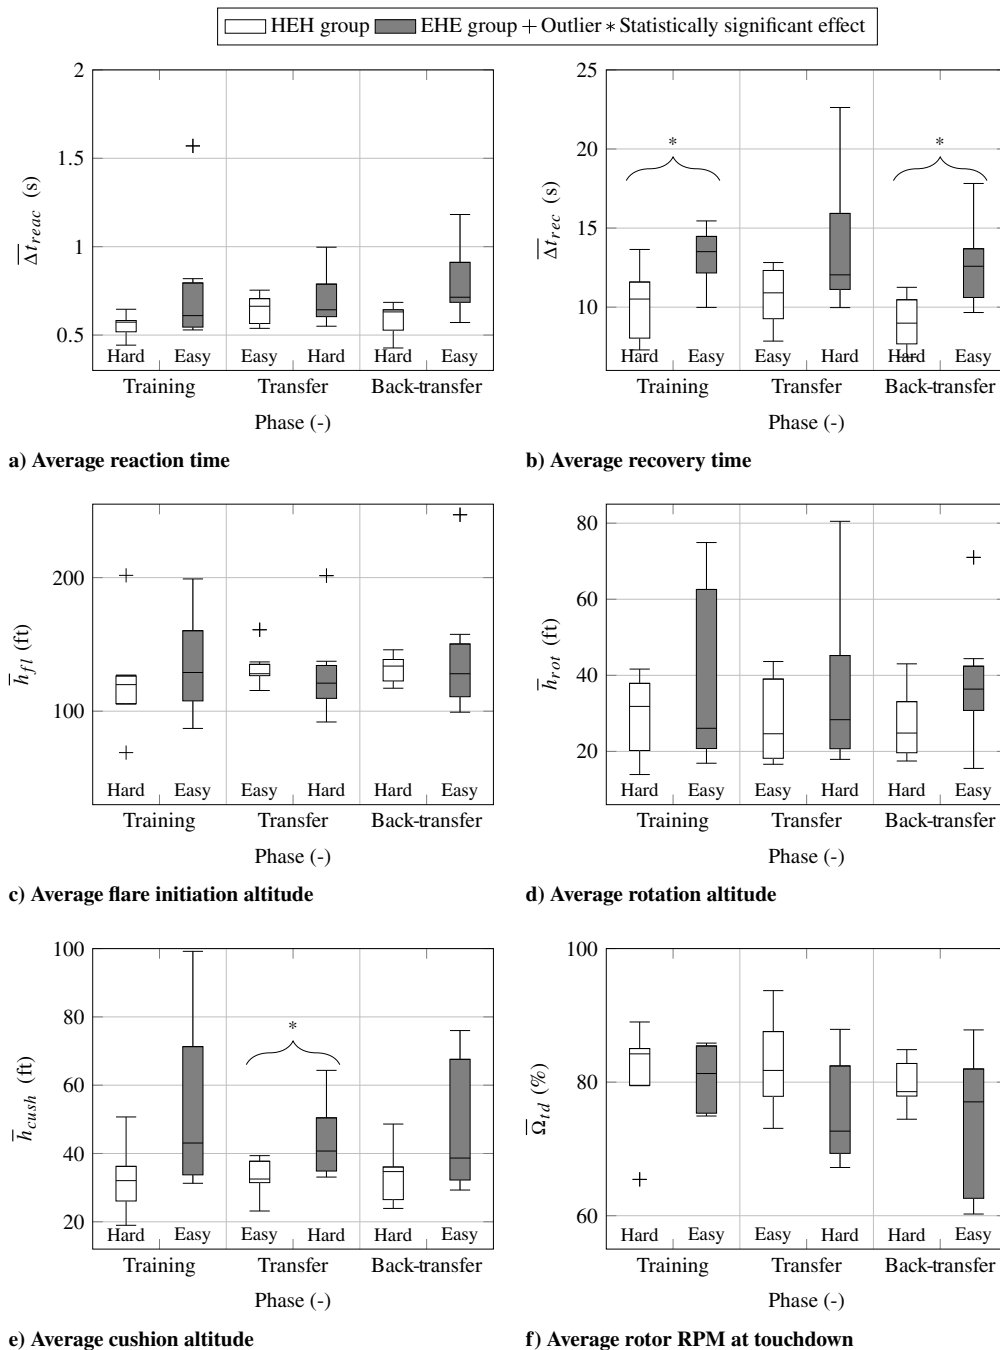 HEH group EHE group + Outlier * Statistically significant effect
2
1.5
1
0.5
Δt_reac (s)
Hard Easy Easy Hard Hard Easy
Training Transfer Back-transfer
Phase (-)
a) Average reaction time
25
20
15
10
Δt_rec (s)
* *
Hard Easy Easy Hard Hard Easy
Training Transfer Back-transfer
Phase (-)
b) Average recovery time
200
100
h_fl (ft)
Hard Easy Easy Hard Hard Easy
Training Transfer Back-transfer
Phase (-)
c) Average flare initiation altitude
80
60
40
20
h_rot (ft)
Hard Easy Easy Hard Hard Easy
Training Transfer Back-transfer
Phase (-)
d) Average rotation altitude
100
80
60
40
20
h_cush (ft)
*
Hard Easy Easy Hard Hard Easy
Training Transfer Back-transfer
Phase (-)
e) Average cushion altitude
100
80
60
Ω_td (%)
Hard Easy Easy Hard Hard Easy
Training Transfer Back-transfer
Phase (-)
f) Average rotor RPM at touchdown